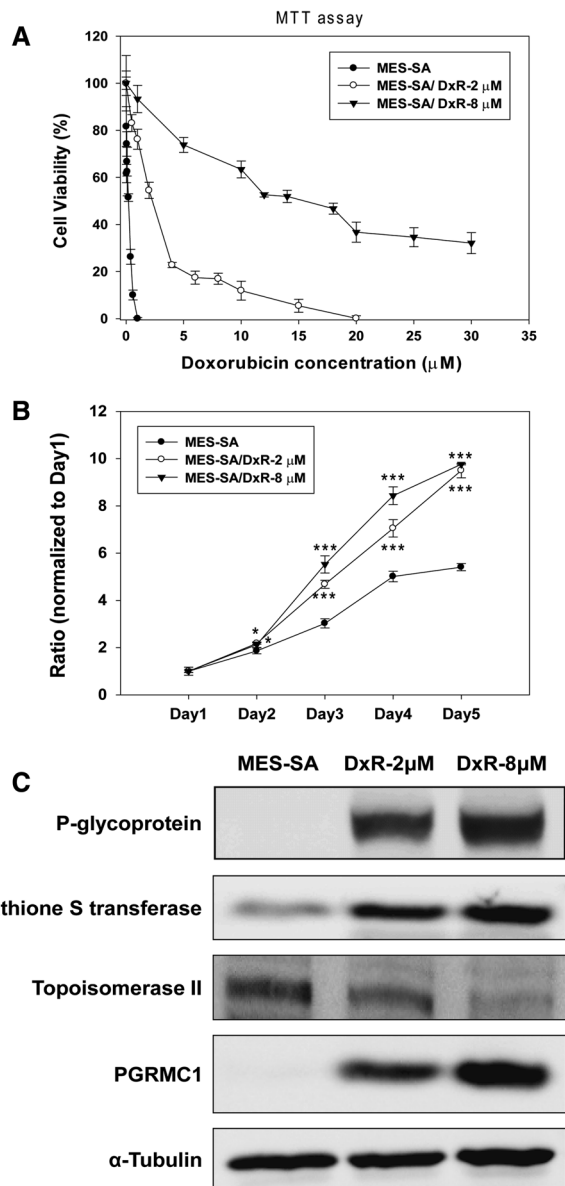 A
MTT assay
120
100
80
60
40
20
0
Cell Viability (%)
MES-SA
MES-SA/ DxR-2 μM
MES-SA/ DxR-8 μM
0 5 10 15 20 25 30 35
Doxorubicin concentration (μM)
B
12
10
8
6
4
2
0
Ratio (normalized to Day1)
MES-SA
MES-SA/DxR-2 μM
MES-SA/DxR-8 μM
*
*
***
***
***
***
***
***
Day1 Day2 Day3 Day4 Day5
C
MES-SA DxR-2μM DxR-8μM
P-glycoprotein
thione S transferase
Topoisomerase II
PGRMC1
α-Tubulin